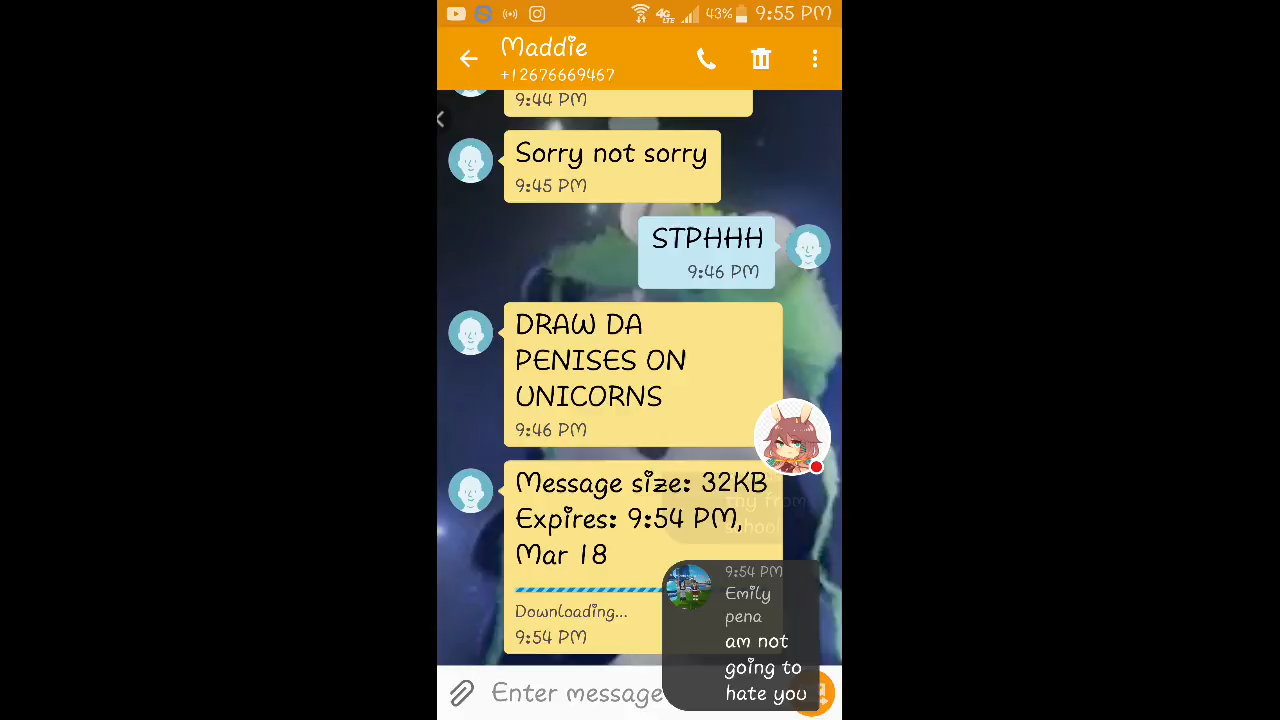 43% 9:55 PM
Maddie
+12676669467
9:44 PM
Sorry not sorry
9:45 PM
STPHHH
9:46 PM
DRAW DA
PENISES ON
UNICORNS
9:46 PM
Message size: 32KB
Expires: 9:54 PM,
Mar 18
Downloading...
9:54 PM
from
school
9:54 PM
Emily
pena
am not
going to
hate you
Enter message